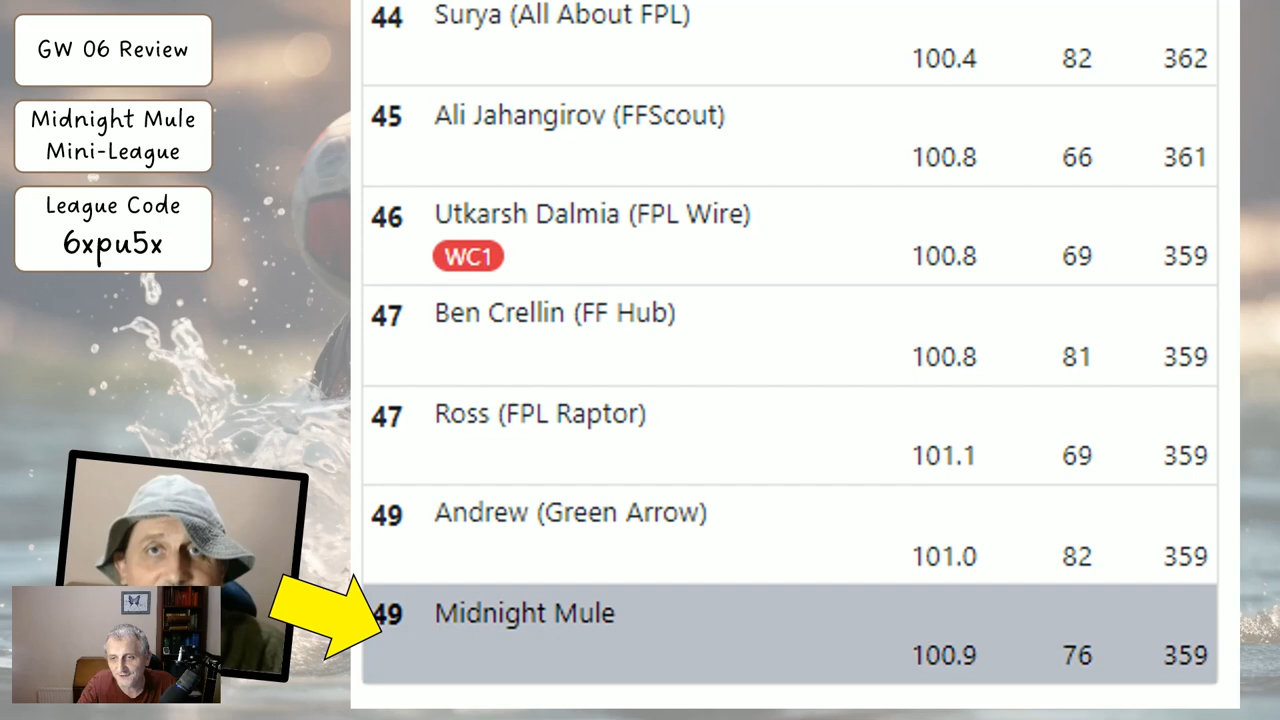 GW 06 Review
Midnight Mule
Mini-League
League Code
6xpu5x
44 Surya (All About FPL)
100.4 82 362
45 Ali Jahangirov (FFScout)
100.8 66 361
46 Utkarsh Dalmia (FPL Wire)
WC1 100.8 69 359
47 Ben Crellin (FF Hub)
100.8 81 359
47 Ross (FPL Raptor)
101.1 69 359
49 Andrew (Green Arrow)
101.0 82 359
49 Midnight Mule
100.9 76 359